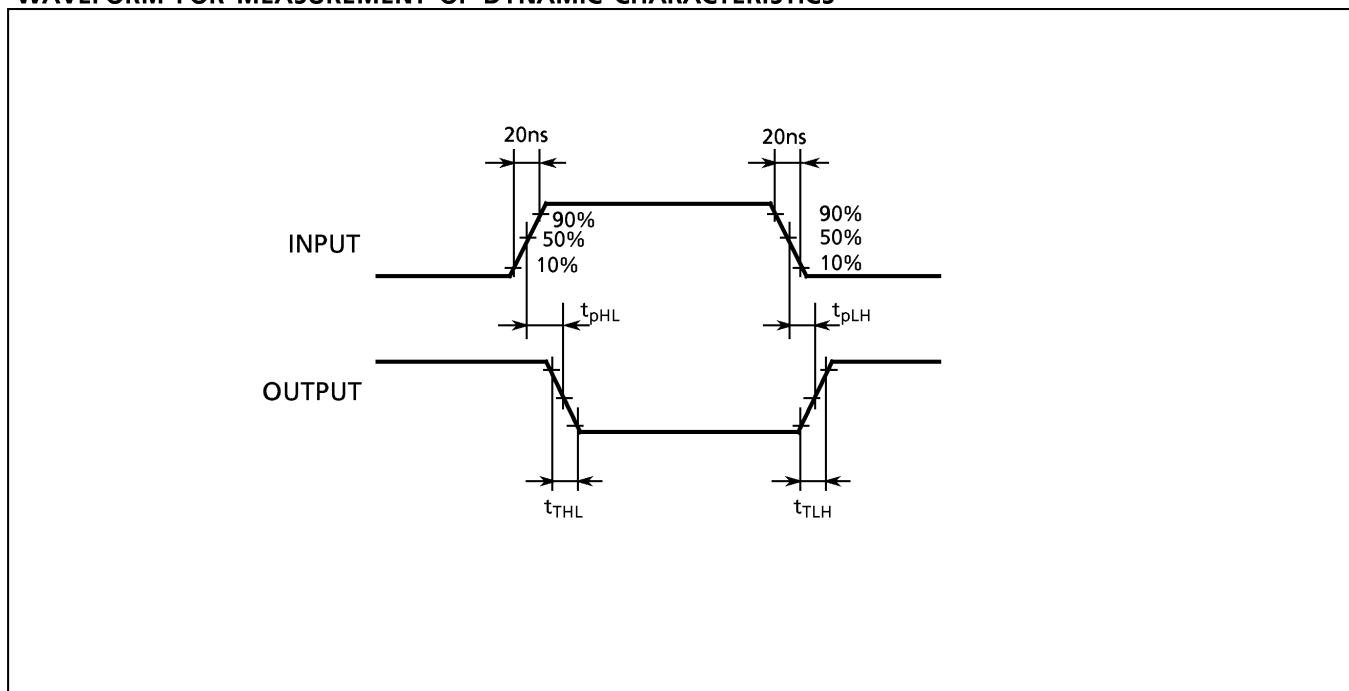 WAVEFORM FOR MEASUREMENT OF DYNAMIC CHARACTERISTICS
20ns
20ns
INPUT
90%
50%
10%
90%
50%
10%
tpHL
tpLH
OUTPUT
tTHL
tTLH